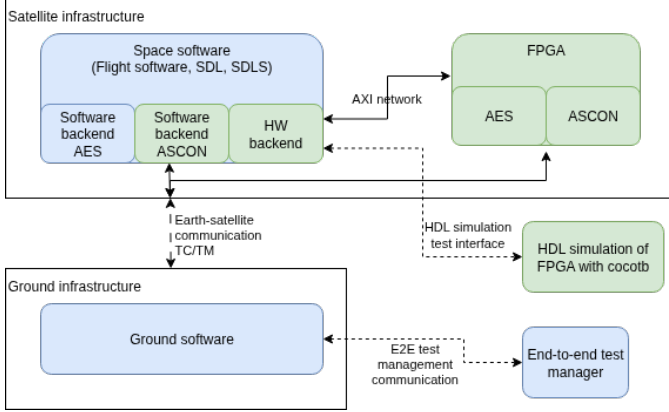 Satellite infrastructure
Space software
(Flight software, SDL, SDLS)
Software
backend
AES
Software
backend
ASCON
HW
backend
AXI network
FPGA
AES
ASCON
Earth-satellite
communication
TC/TM
HDL simulation
test interface
HDL simulation of
FPGA with cocotb
Ground infrastructure
Ground software
E2E test
management
communication
End-to-end test
manager